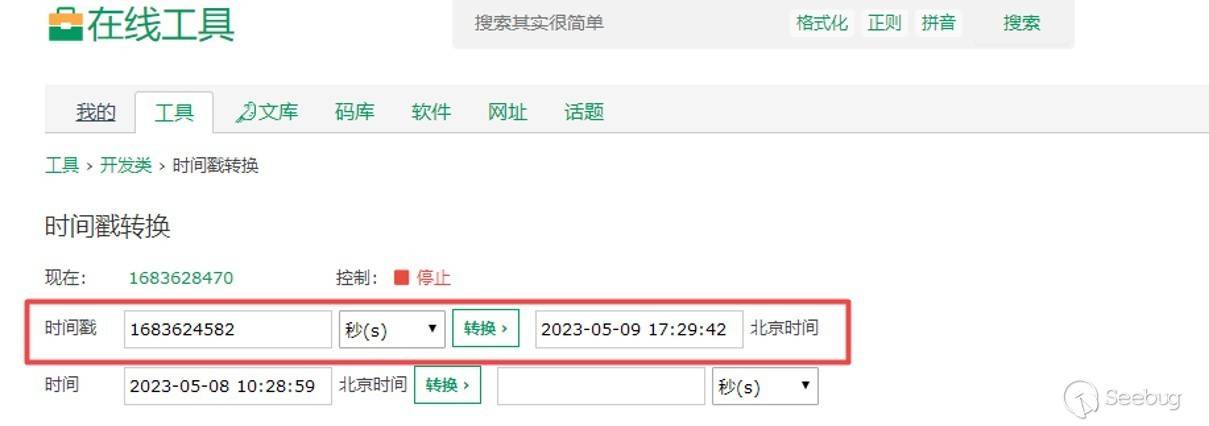 在线工具 搜索其实很简单 格式化 正则 拼音 搜索
我的 工具 文库 码库 软件 网址 话题
工具 › 开发类 › 时间戳转换
时间戳转换
现在: 1683628470 控制: 停止
时间戳 1683624582 秒(s) 转换 › 2023-05-09 17:29:42 北京时间
时间 2023-05-08 10:28:59 北京时间 转换 › 秒(s)
Seebug